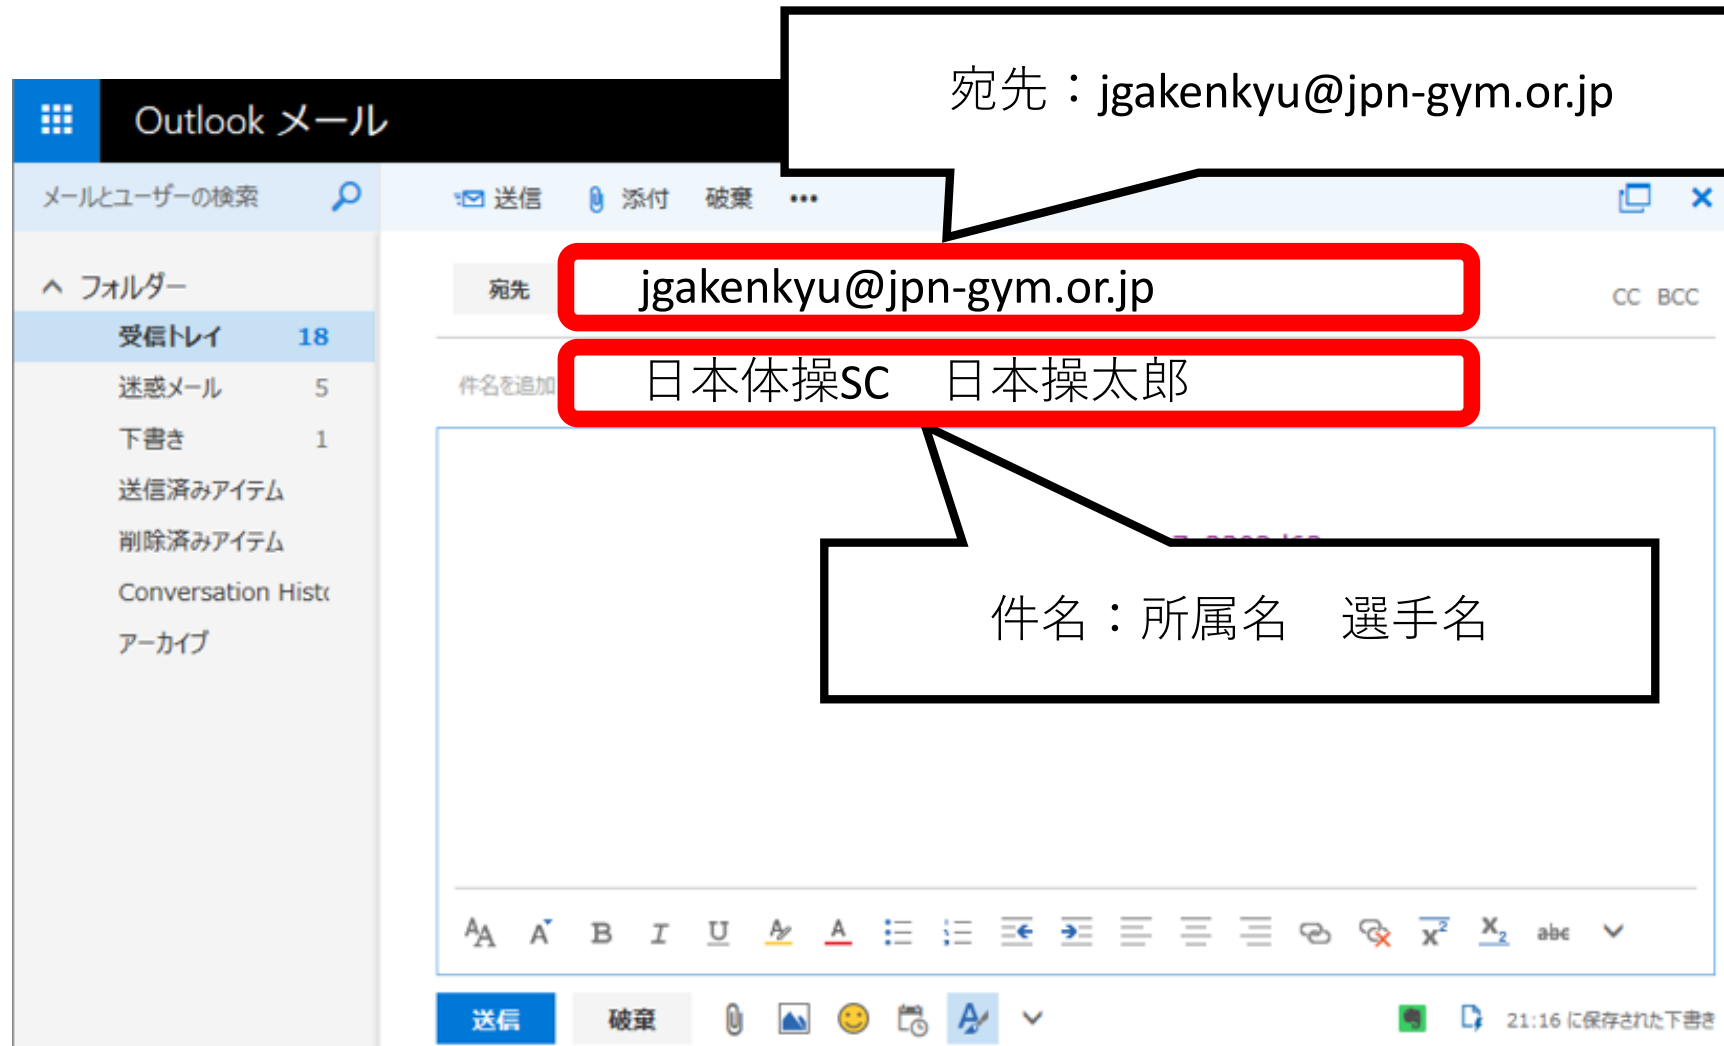 宛先：jgakenkyu@jpn-gym.or.jp
Outlook メール
メールとユーザーの検索
送信 添付 破棄 •••
フォルダー
宛先 jgakenkyu@jpn-gym.or.jp CC BCC
受信トレイ 18
件名を追加 日本体操SC　日本操太郎
迷惑メール 5
下書き 1
送信済みアイテム
削除済みアイテム
Conversation Histo
アーカイブ
件名：所属名　選手名
AA A B I U A A x² x₂ abc
送信 破棄 21:16 に保存された下書き